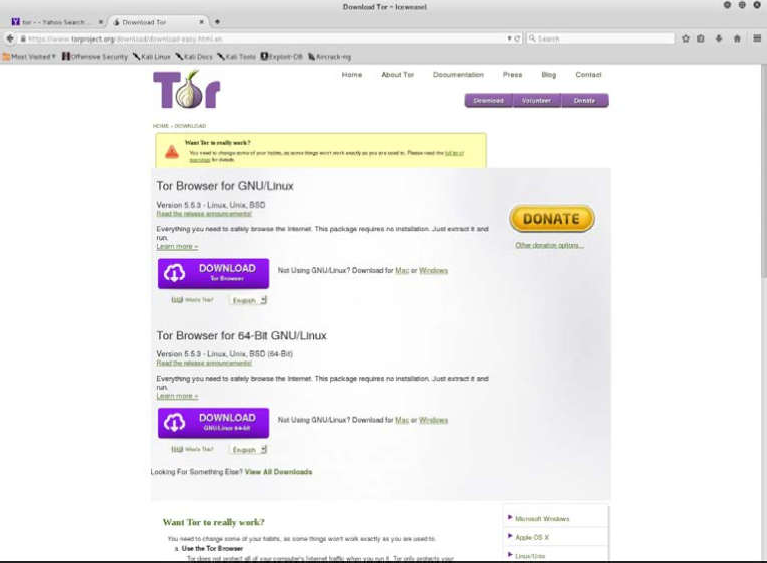 Download Tor - Iceweasel
tor - - Yahoo Search...
Download Tor
https://www.torproject.org/download/download-easy.html.en
Search
Most Visited
Offensive Security
Kali Linux
Kali Docs
Kali Tools
Exploit-DB
Aircrack-ng
Tor
Home
About Tor
Documentation
Press
Blog
Contact
Download
Volunteer
Donate
HOME » DOWNLOAD
Want Tor to really work?
You need to change some of your habits, as some things won't work exactly as you are used to. Please read the full list of
warnings for details.
Tor Browser for GNU/Linux
Version 5.5.3 - Linux, Unix, BSD
Read the release announcements!
Everything you need to safely browse the Internet. This package requires no installation. Just extract it and
run.
Learn more »
DOWNLOAD
Tor Browser
Not Using GNU/Linux? Download for Mac or Windows
(sig) What's This?
English
DONATE
Other donation options...
Tor Browser for 64-Bit GNU/Linux
Version 5.5.3 - Linux, Unix, BSD (64-Bit)
Read the release announcements!
Everything you need to safely browse the Internet. This package requires no installation. Just extract it and
run.
Learn more »
DOWNLOAD
GNU/Linux 64-bit
Not Using GNU/Linux? Download for Mac or Windows
(sig) What's This?
English
Looking For Something Else? View All Downloads
Want Tor to really work?
You need to change some of your habits, as some things won't work exactly as you are used to.
a. Use the Tor Browser
Tor does not protect all of your computer's Internet traffic when you run it. Tor only protects your
Microsoft Windows
Apple OS X
Linux/Unix